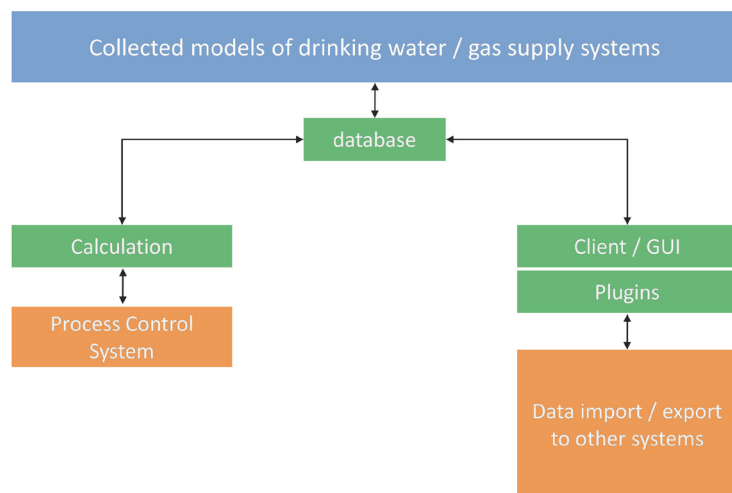 Collected models of drinking water / gas supply systems
database
Calculation
Client / GUI
Plugins
Process Control
System
Data import / export
to other systems